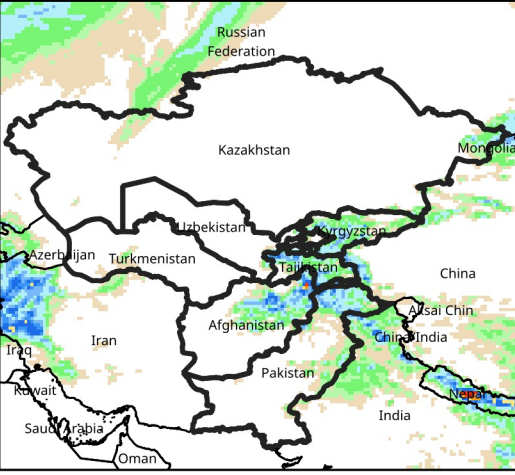 Russian
Federation
Kazakhstan
Mongolia
Uzbekistan
Kyrgyzstan
Azerbaijan
Turkmenistan
Tajikistan
China
Aksai Chin
Afghanistan
China/India
Iran
Iraq
Pakistan
Kuwait
Nepal
India
Saudi Arabia
Oman